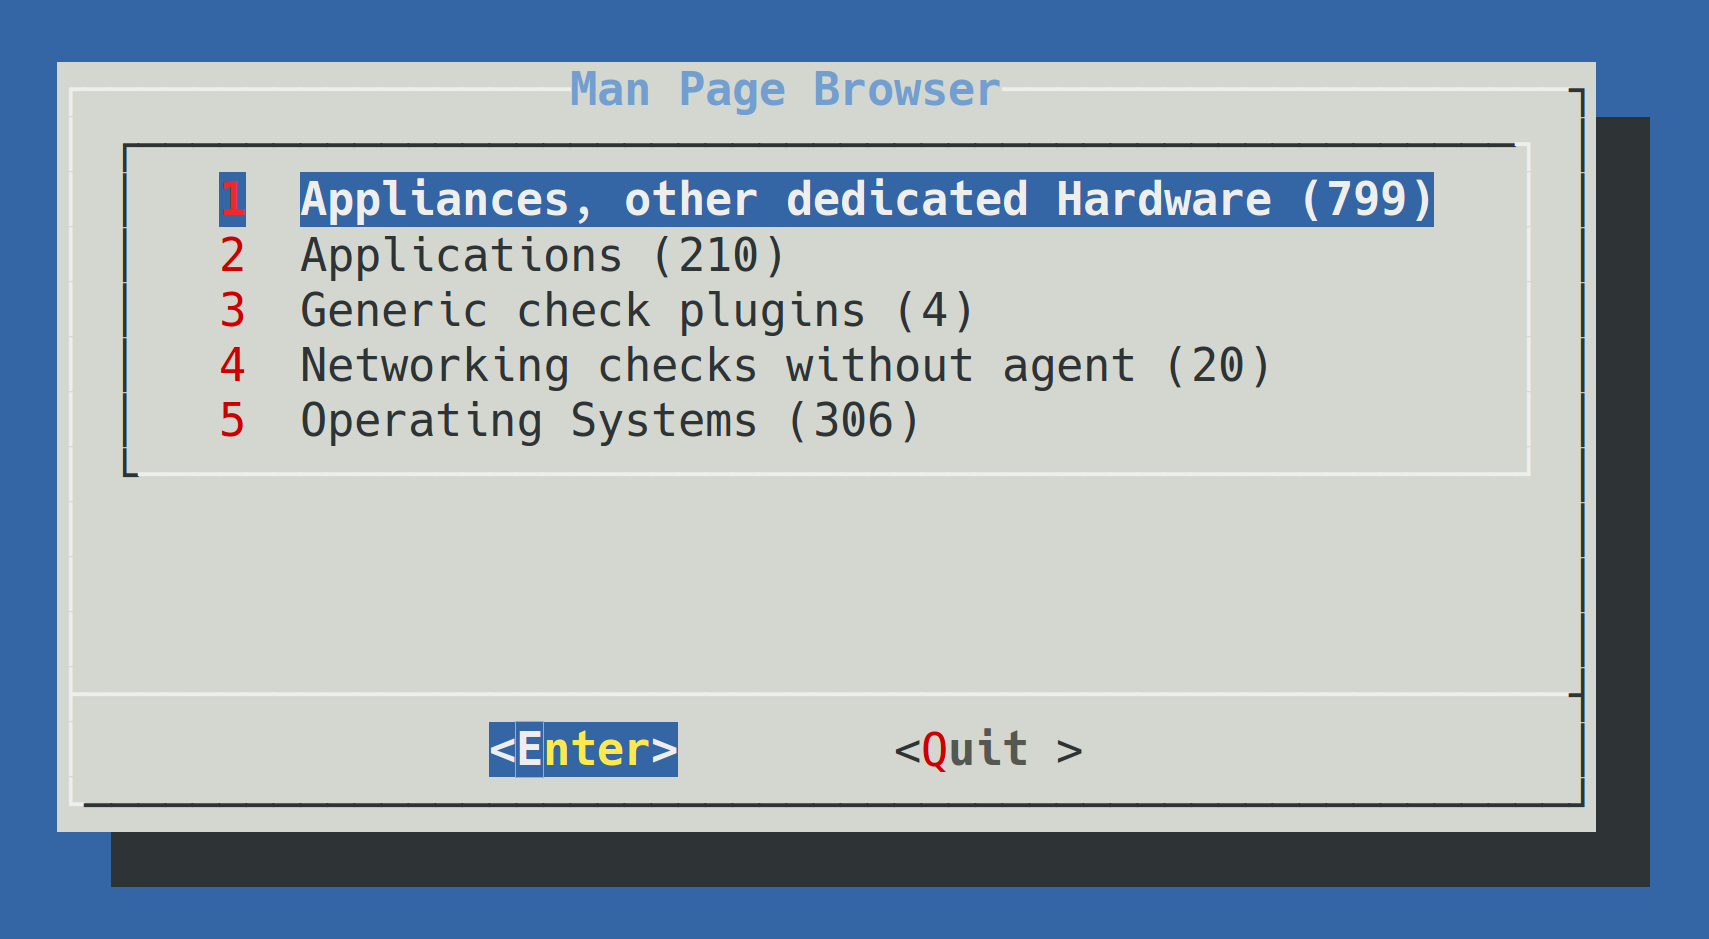 Man Page Browser
1 Appliances, other dedicated Hardware (799)
2 Applications (210)
3 Generic check plugins (4)
4 Networking checks without agent (20)
5 Operating Systems (306)
<Enter> <Quit >